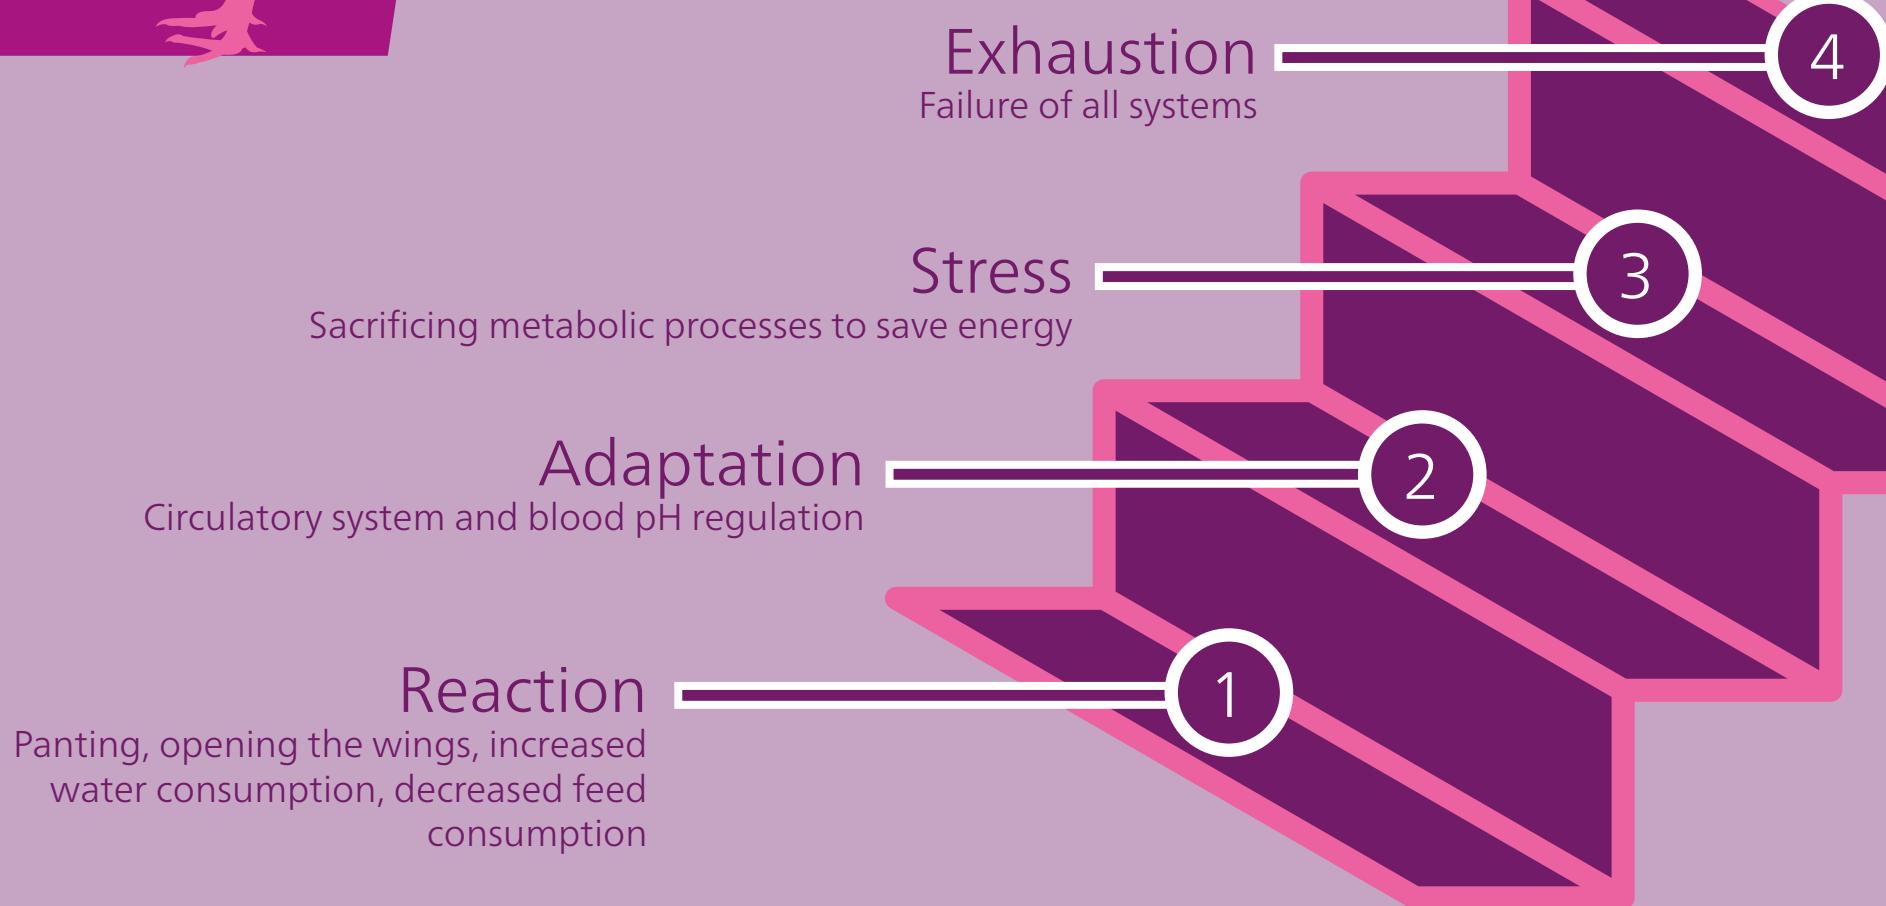 Exhaustion
4
Failure of all systems
Stress
3
Sacrificing metabolic processes to save energy
Adaptation
2
Circulatory system and blood pH regulation
Reaction
1
Panting, opening the wings, increased
water consumption, decreased feed
consumption